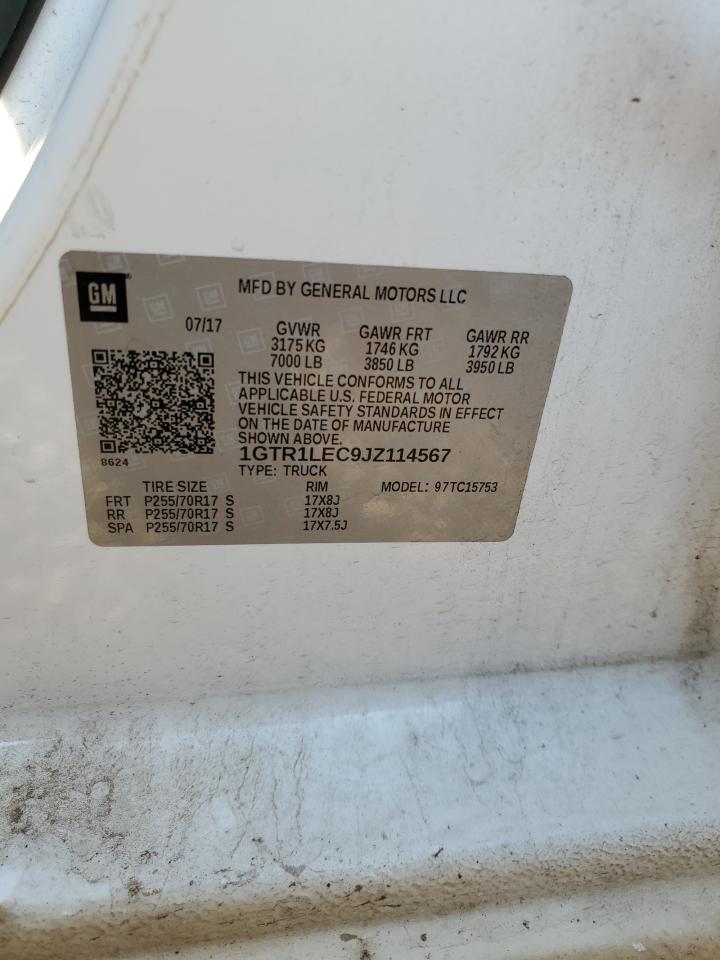 GM
MFD BY GENERAL MOTORS LLC
07/17
GVWR GAWR FRT GAWR RR
3175 KG 1746 KG 1792 KG
7000 LB 3850 LB 3950 LB
THIS VEHICLE CONFORMS TO ALL
APPLICABLE U.S. FEDERAL MOTOR
VEHICLE SAFETY STANDARDS IN EFFECT
ON THE DATE OF MANUFACTURE
SHOWN ABOVE.
8624
1GTR1LEC9JZ114567
TYPE: TRUCK
TIRE SIZE RIM MODEL: 97TC15753
FRT P255/70R17 S 17X8J
RR P255/70R17 S 17X8J
SPA P255/70R17 S 17X7.5J